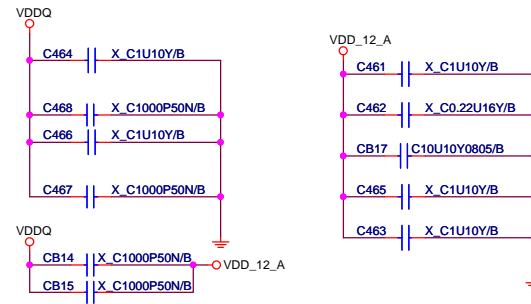 VDDQ
C464 X_C1U10Y/B
C468 X_C1000P50N/B
C466 X_C1U10Y/B
C467 X_C1000P50N/B
VDDQ
CB14 X_C1000P50N/B
VDD_12_A
CB15 X_C1000P50N/B
VDD_12_A
C461 X_C1U10Y/B
C462 X_C0.22U16Y/B
CB17 C10U10Y0805/B
C465 X_C1U10Y/B
C463 X_C1U10Y/B